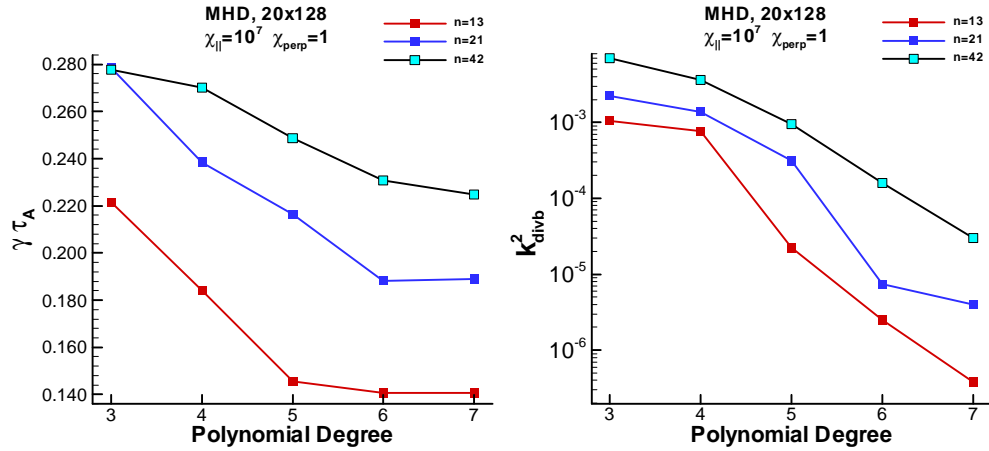 MHD, 20x128
χ||=10⁷ χperp=1
n=13
n=21
n=42
0.280
0.260
0.240
0.220
0.200
0.180
0.160
0.140
γ τA
3 4 5 6 7
Polynomial Degree
MHD, 20x128
χ||=10⁷ χperp=1
n=13
n=21
n=42
10⁻³
10⁻⁴
10⁻⁵
10⁻⁶
k²divb
3 4 5 6 7
Polynomial Degree